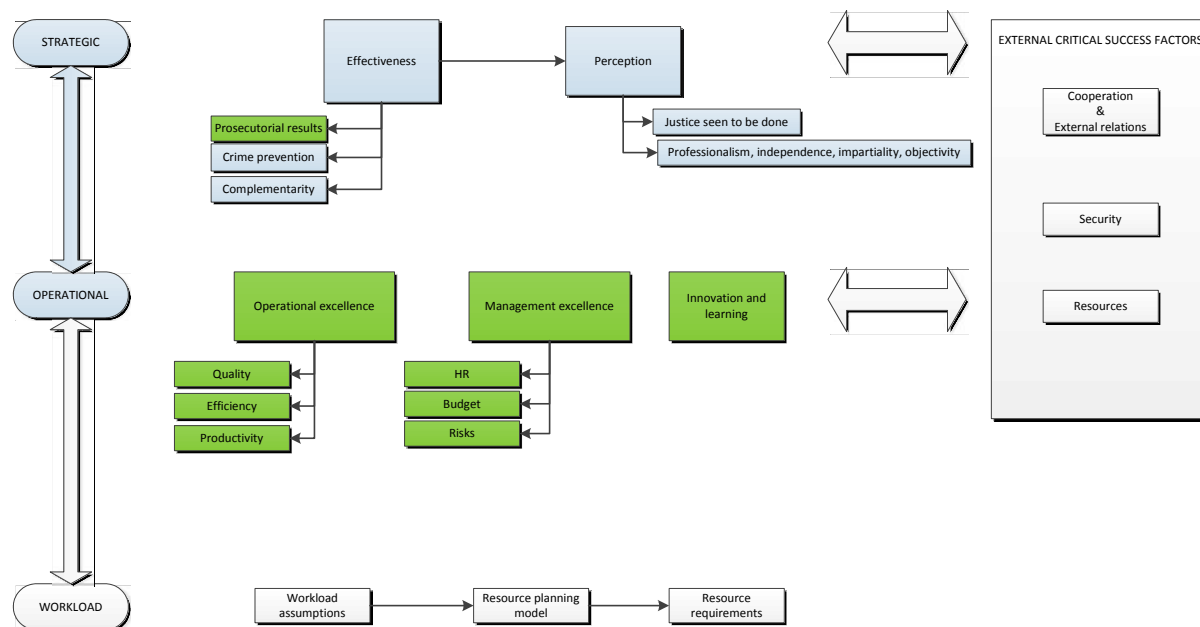 STRATEGIC
Effectiveness
Perception
EXTERNAL CRITICAL SUCCESS FACTORS
Prosecutorial results
Crime prevention
Complementarity
Justice seen to be done
Professionalism, independence, impartiality, objectivity
Cooperation
&
External relations
Security
Resources
OPERATIONAL
Operational excellence
Management excellence
Innovation and
learning
Quality
Efficiency
Productivity
HR
Budget
Risks
WORKLOAD
Workload
assumptions
Resource planning
model
Resource
requirements